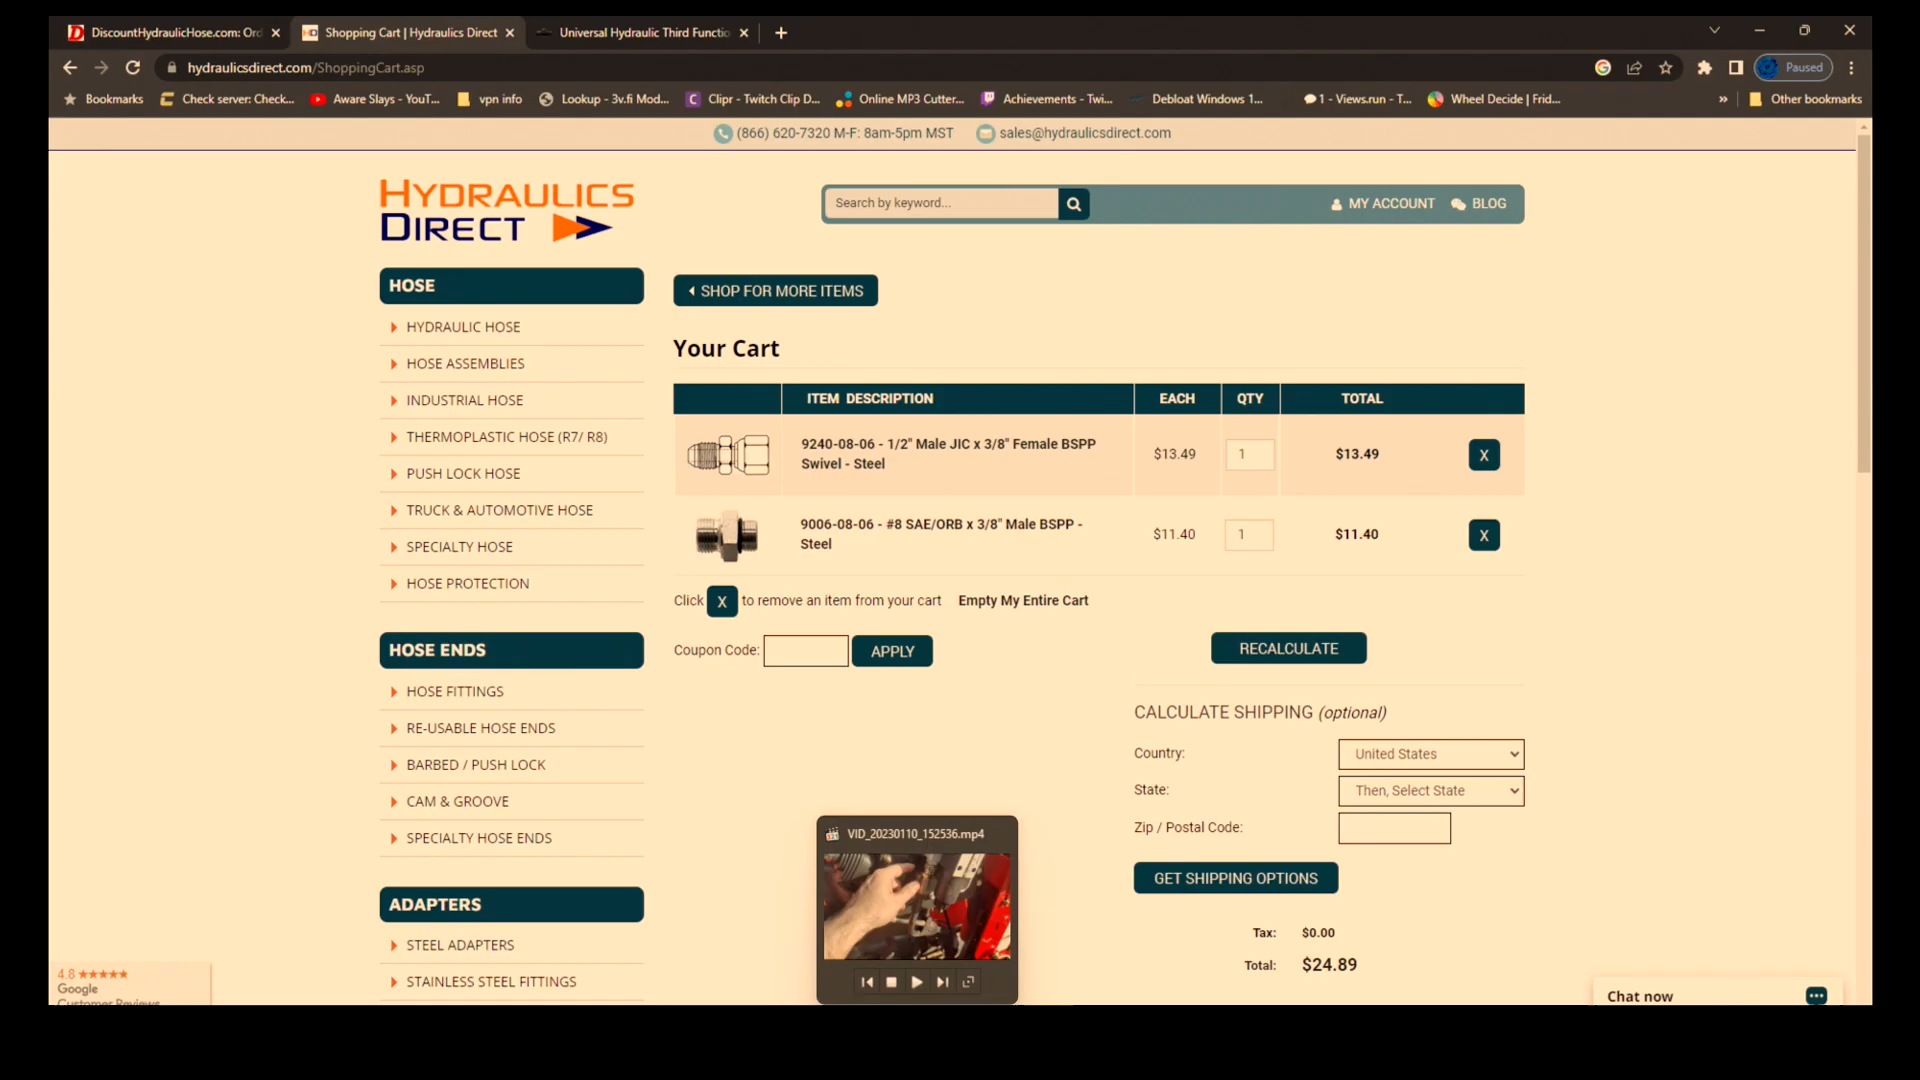 DiscountHydraulicHose.com: Ord
Shopping Cart | Hydraulics Direct
Universal Hydraulic Third Functio
hydraulicsdirect.com/ShoppingCart.asp
Paused
Bookmarks
Check server: Check...
Aware Slays - YouT...
vpn info
Lookup - 3v.fi Mod...
Clipr - Twitch Clip D...
Online MP3 Cutter...
Achievements - Twi...
Debloat Windows 1...
1 - Views.run - T...
Wheel Decide | Frid...
»
Other bookmarks
(866) 620-7320 M-F: 8am-5pm MST
sales@hydraulicsdirect.com
HYDRAULICS
DIRECT
Search by keyword...
MY ACCOUNT
BLOG
HOSE
HYDRAULIC HOSE
HOSE ASSEMBLIES
INDUSTRIAL HOSE
THERMOPLASTIC HOSE (R7/ R8)
PUSH LOCK HOSE
TRUCK & AUTOMOTIVE HOSE
SPECIALTY HOSE
HOSE PROTECTION
HOSE ENDS
HOSE FITTINGS
RE-USABLE HOSE ENDS
BARBED / PUSH LOCK
CAM & GROOVE
SPECIALTY HOSE ENDS
ADAPTERS
STEEL ADAPTERS
STAINLESS STEEL FITTINGS
SHOP FOR MORE ITEMS
Your Cart
ITEM DESCRIPTION EACH QTY TOTAL
9240-08-06 - 1/2" Male JIC x 3/8" Female BSPP
Swivel - Steel
$13.49 1 $13.49 X
9006-08-06 - #8 SAE/ORB x 3/8" Male BSPP -
Steel
$11.40 1 $11.40 X
Click X to remove an item from your cart Empty My Entire Cart
Coupon Code: APPLY
RECALCULATE
CALCULATE SHIPPING (optional)
Country: United States
State: Then, Select State
Zip / Postal Code:
GET SHIPPING OPTIONS
Tax: $0.00
Total: $24.89
VID_20230110_152536.mp4
4.8 ★★★★★
Google
Customer Reviews
Chat now